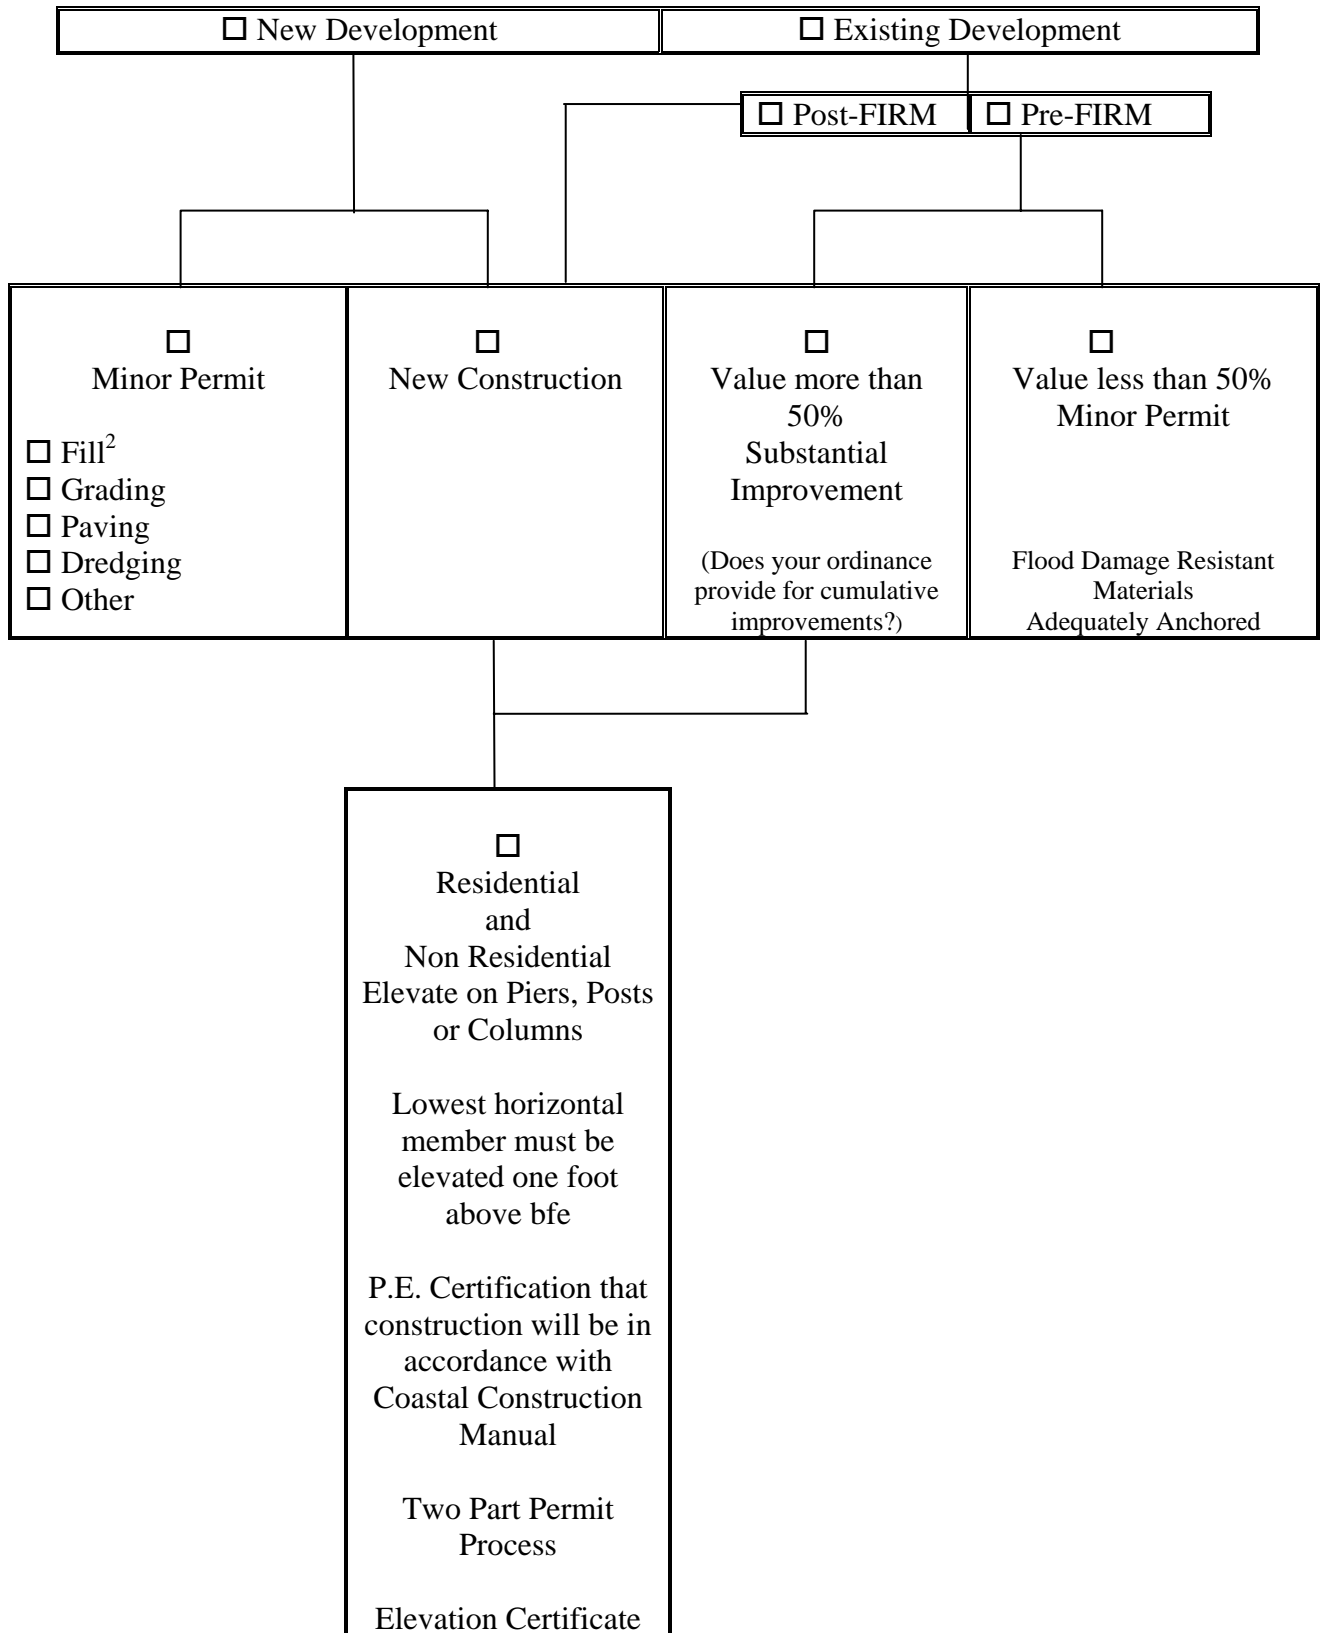 ☐ New Development
☐ Existing Development
☐ Post-FIRM
☐ Pre-FIRM
☐
Minor Permit
☐ Fill²
☐ Grading
☐ Paving
☐ Dredging
☐ Other
☐
New Construction
☐
Value more than
50%
Substantial
Improvement
(Does your ordinance
provide for cumulative
improvements?)
☐
Value less than 50%
Minor Permit
Flood Damage Resistant
Materials
Adequately Anchored
☐
Residential
and
Non Residential
Elevate on Piers, Posts
or Columns
Lowest horizontal
member must be
elevated one foot
above bfe
P.E. Certification that
construction will be in
accordance with
Coastal Construction
Manual
Two Part Permit
Process
Elevation Certificate